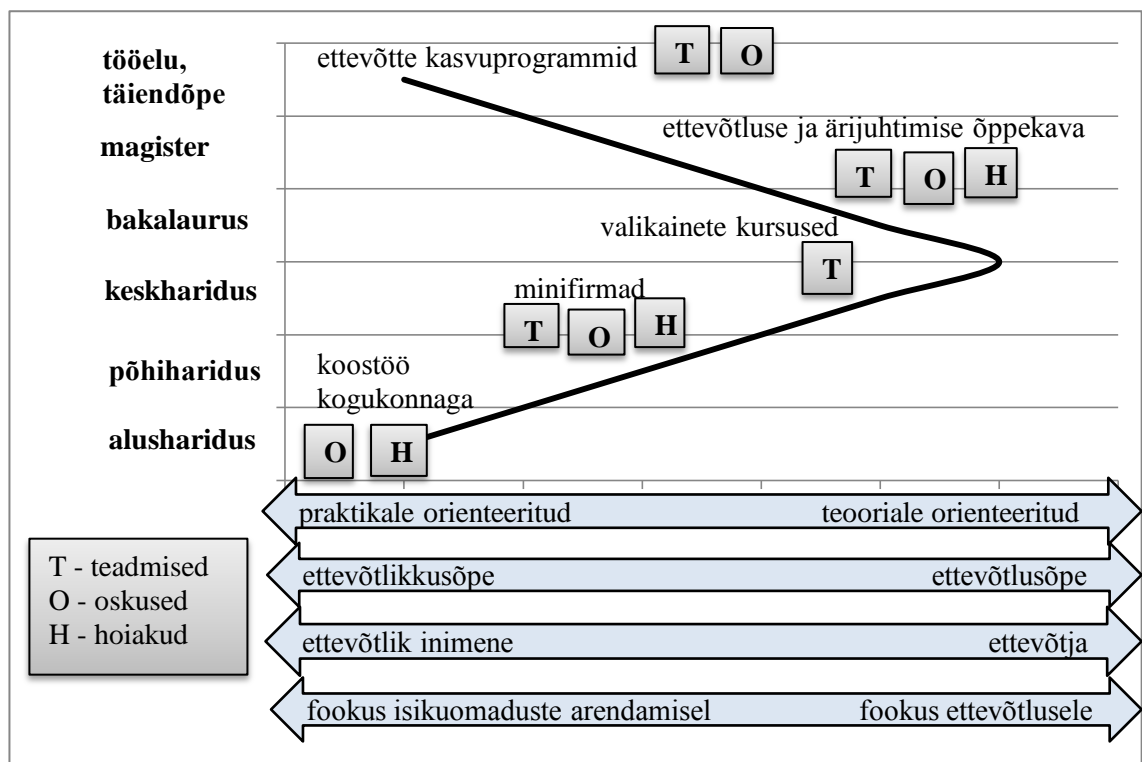 tööelu,
täiendõpe
ettevõtte kasvuprogrammid T O
magister
ettevõtluse ja ärijuhtimise õppekava
T O H
bakalaurus
valikainete kursused
T
keskharidus
minifirmad
T O H
põhiharidus
koostöö
kogukonnaga
alusharidus
O H
praktikale orienteeritud teooriale orienteeritud
ettevõtlikkusõpe ettevõtlusõpe
ettevõtlik inimene ettevõtja
fookus isikuomaduste arendamisel fookus ettevõtlusele
T - teadmised
O - oskused
H - hoiakud